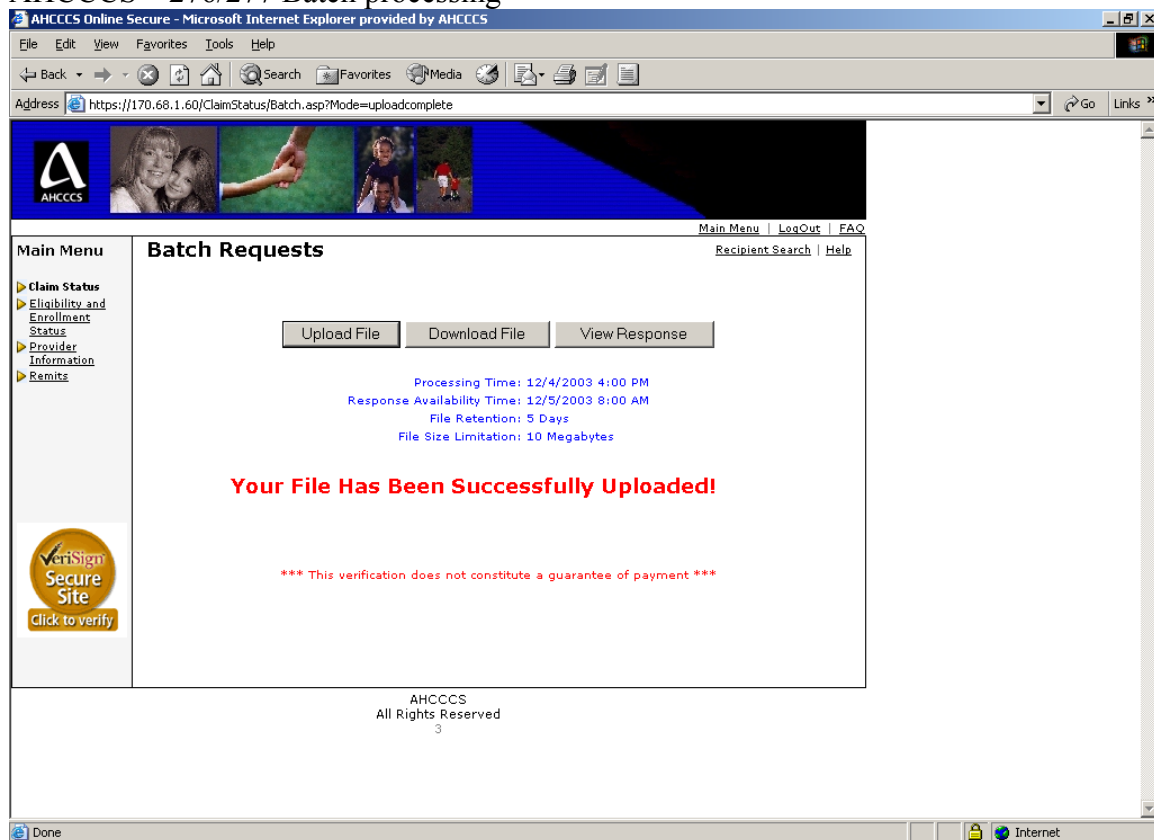 AHCCCS – 276/277 Batch processing
AHCCCS Online Secure - Microsoft Internet Explorer provided by AHCCCS
File Edit View Favorites Tools Help
Back Search Favorites Media
Address https://170.68.1.60/ClaimStatus/Batch.asp?Mode=uploadcomplete Go Links »
AHCCCS
Main Menu | LogOut | FAQ
Main Menu
Batch Requests
Recipient Search | Help
Claim Status
Eligibility and
Enrollment
Status
Provider
Information
Remits
Upload File Download File View Response
Processing Time: 12/4/2003 4:00 PM
Response Availability Time: 12/5/2003 8:00 AM
File Retention: 5 Days
File Size Limitation: 10 Megabytes
Your File Has Been Successfully Uploaded!
*** This verification does not constitute a guarantee of payment ***
VeriSign
Secure
Site
Click to verify
AHCCCS
All Rights Reserved
3
Done Internet